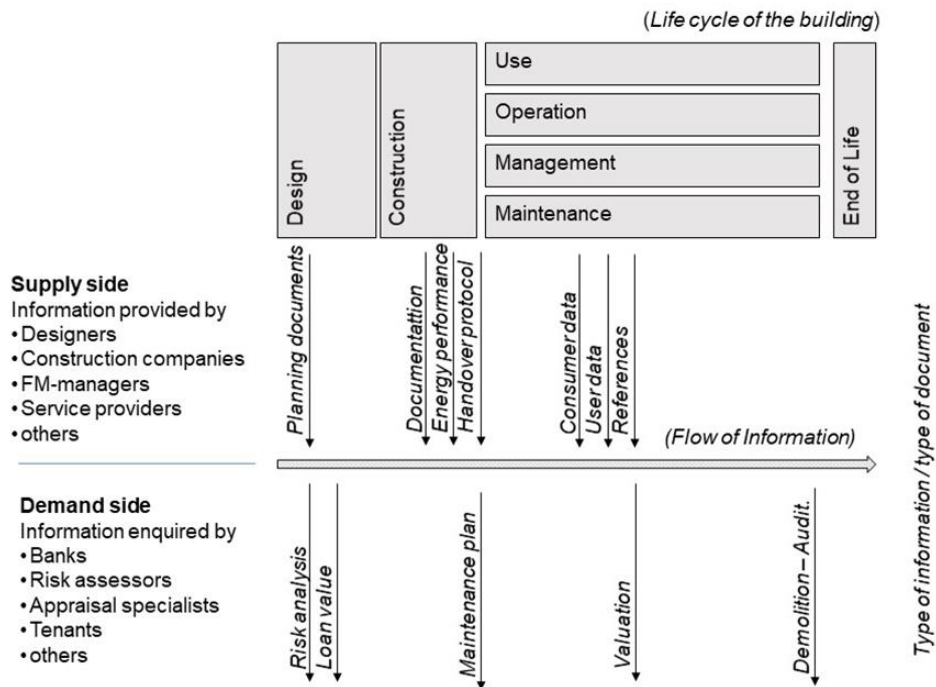 (Life cycle of the building)
Design
Construction
Use
Operation
Management
Maintenance
End of Life
Supply side
Information provided by
•Designers
•Construction companies
•FM-managers
•Service providers
•others
Planning documents
Documentattion
Energy performance
Handover protocol
Consumer data
User data
References
(Flow of Information)
Type of information / type of document
Demand side
Information enquired by
•Banks
•Risk assessors
•Appraisal specialists
•Tenants
•others
Risk analysis
Loan value
Maintenance plan
Valuation
Demolition – Audit.